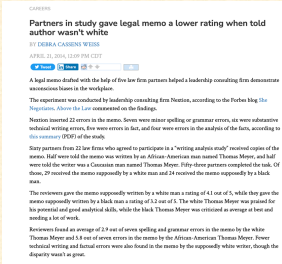 CAREERS
Partners in study gave legal memo a lower rating when told
author wasn't white
BY DEBRA CASSENS WEISS
APRIL 21, 2014, 12:09 PM CDT
Tweet Share
A legal memo drafted with the help of five law firm partners helped a leadership consulting firm demonstrate
unconscious biases in the workplace.
The experiment was conducted by leadership consulting firm Nextion, according to the Forbes blog She
Negotiates. Above the Law commented on the findings.
Nextion inserted 22 errors in the memo. Seven were minor spelling or grammar errors, six were substantive
technical writing errors, five were errors in fact, and four were errors in the analysis of the facts, according to
this summary (PDF) of the study.
Sixty partners from 22 law firms who agreed to participate in a "writing analysis study" received copies of the
memo. Half were told the memo was written by an African-American man named Thomas Meyer, and half
were told the writer was a Caucasian man named Thomas Meyer. Fifty-three partners completed the task. Of
those, 29 received the memo supposedly by a white man and 24 received the memo supposedly by a black
man.
The reviewers gave the memo supposedly written by a white man a rating of 4.1 out of 5, while they gave the
memo supposedly written by a black man a rating of 3.2 out of 5. The white Thomas Meyer was praised for
his potential and good analytical skills, while the black Thomas Meyer was criticized as average at best and
needing a lot of work.
Reviewers found an average of 2.9 out of seven spelling and grammar errors in the memo by the white
Thomas Meyer and 5.8 out of seven errors in the memo by the African-American Thomas Meyer. Fewer
technical writing and factual errors were also found in the memo by the supposedly white writer, though the
disparity wasn't as great.